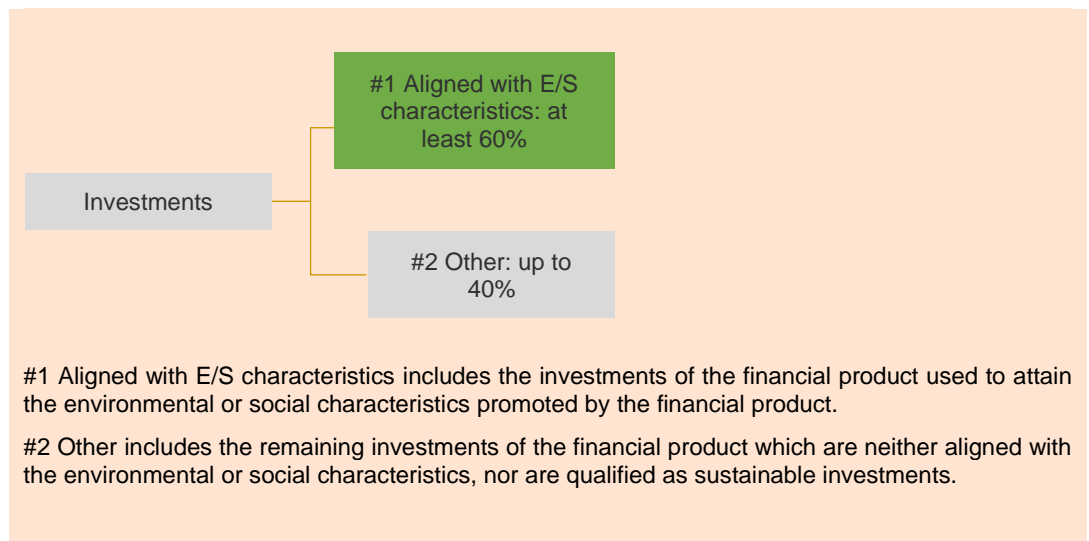 #1 Aligned with E/S
characteristics: at
least 60%
Investments
#2 Other: up to
40%
#1 Aligned with E/S characteristics includes the investments of the financial product used to attain
the environmental or social characteristics promoted by the financial product.
#2 Other includes the remaining investments of the financial product which are neither aligned with
the environmental or social characteristics, nor are qualified as sustainable investments.